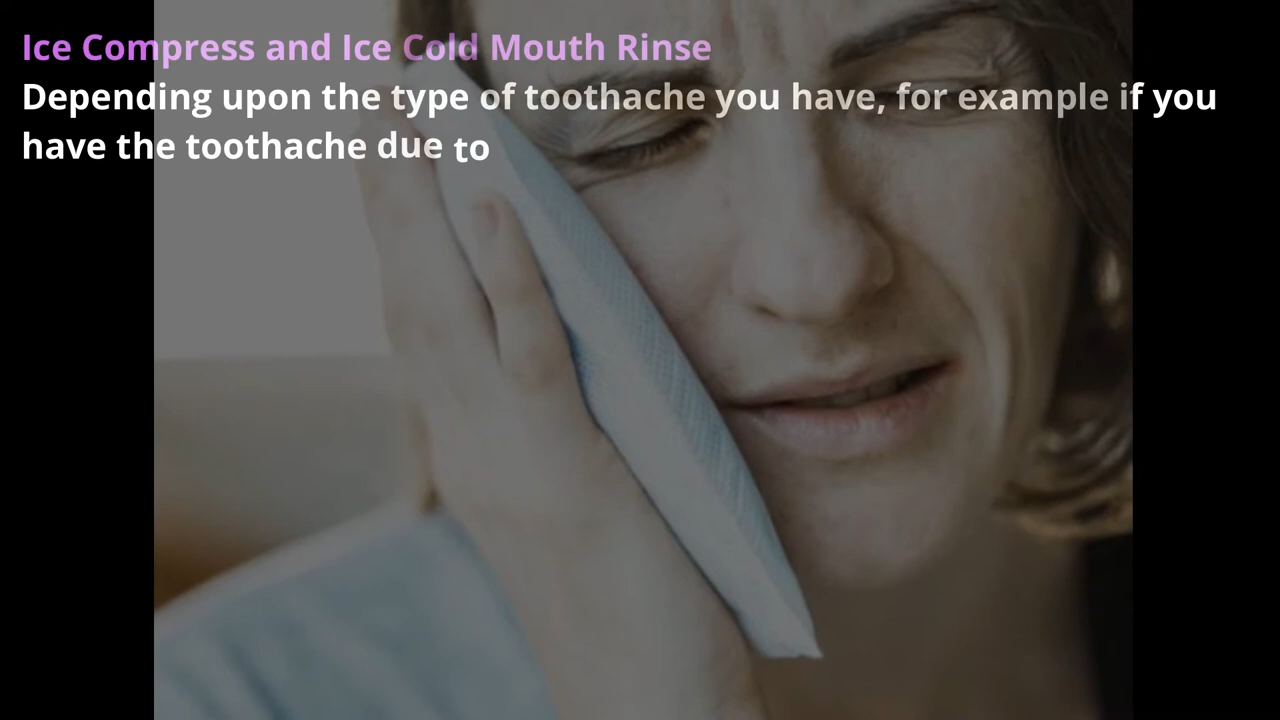 Ice Compress and Ice Cold Mouth Rinse
Depending upon the type of toothache you have, for example if you
have the toothache due to